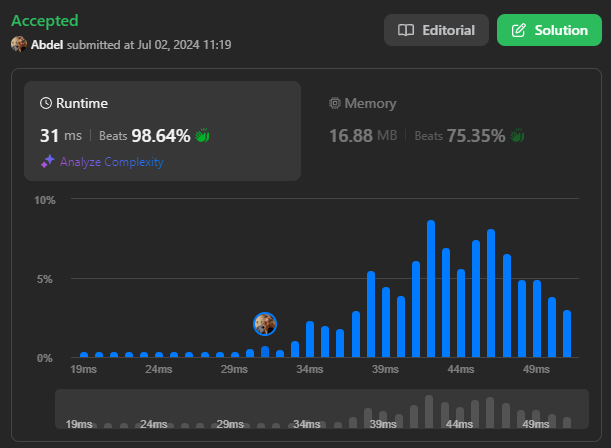 Accepted
Editorial
Solution
Abdel submitted at Jul 02, 2024 11:19
Runtime
Memory
31 ms | Beats 98.64%
16.88 MB | Beats 75.35%
Analyze Complexity
10%
5%
0%
19ms 24ms 29ms 34ms 39ms 44ms 49ms
19ms 24ms 29ms 34ms 39ms 44ms 49ms